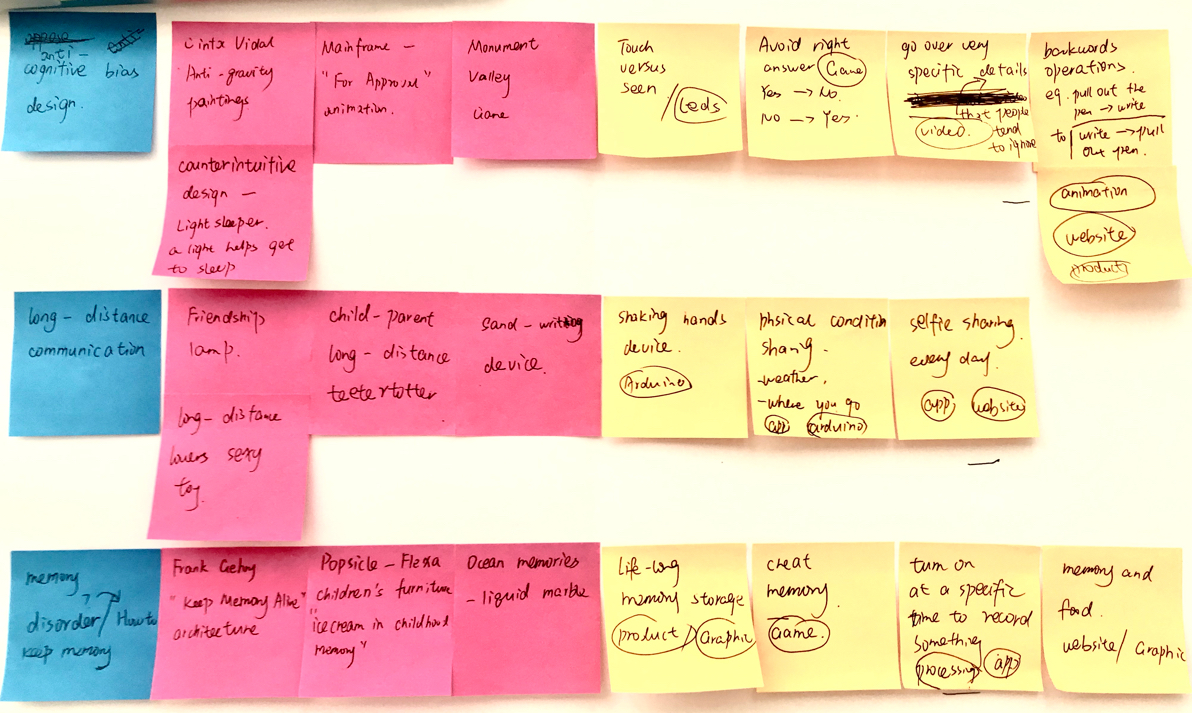 anti-
cognitive bias
design.
Cinta Vidal
Anti-gravity
paintings
Mainframe —
"For Approval"
animation.
Monument
Valley
Game
Touch
versus
seen
/ Leds
Avoid right
answer Game
Yes → No.
No → Yes.
go over very
specific details
that people
video. tend
to ignore
backwards
operations.
eg. pull out the
pen → write
to write → pull
out pen.
counterintuitive
design —
Light sleeper.
a light helps get
to sleep
animation
website
product
long-distance
communication
Friendship
lamp.
child-parent
long-distance
teetertotter
Sand-writing
device.
shaking hands
device.
Arduino
phsical condition
sharing.
-weather.
-where you go
app arduino
selfie sharing.
every day.
app website
long-distance
lovers sexy
toy.
memory
disorder / How to
keep memory
Frank Gehry
"Keep Memory Alive"
architecture
Popsicle — Flexa
children's furniture
"ice cream in childhood
memory"
Ocean memories
- liquid marble
life-long
memory storage
product / Graphic
creat
memory
Game.
turn on
at a specific
time to record
something
processing app
memory and
food.
website / Graphic